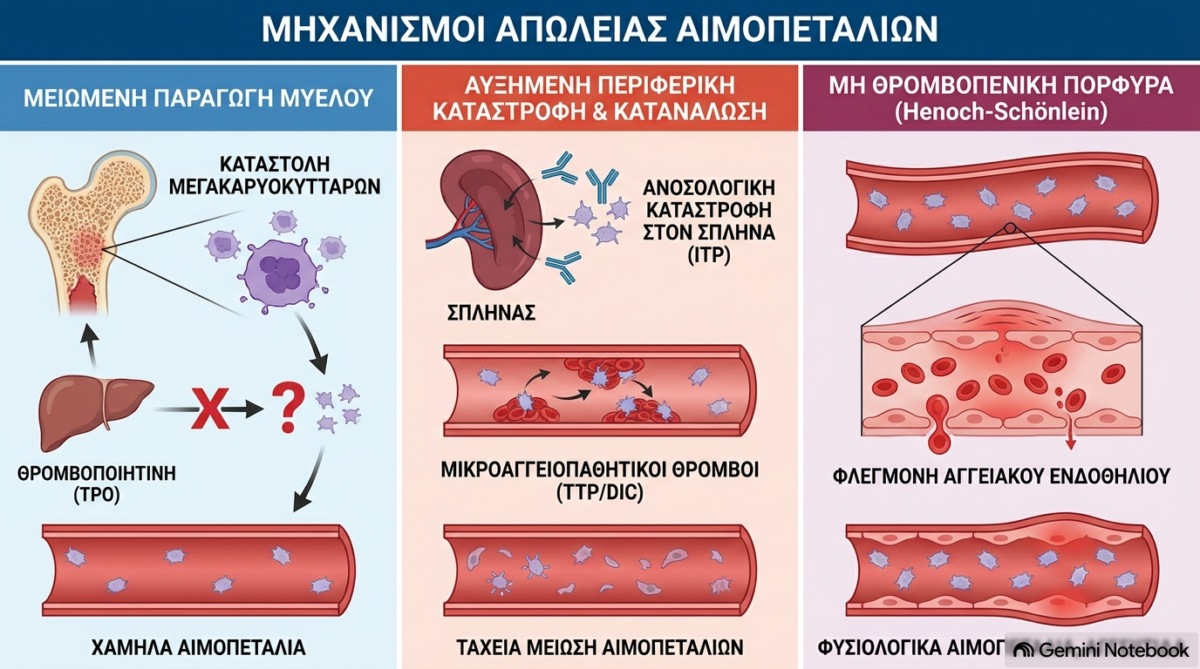 ΜΗΧΑΝΙΣΜΟΙ ΑΠΩΛΕΙΑΣ ΑΙΜΟΠΕΤΑΛΙΩΝ
ΜΕΙΩΜΕΝΗ ΠΑΡΑΓΩΓΗ ΜΥΕΛΟΥ
ΚΑΤΑΣΤΟΛΗ
ΜΕΓΑΚΑΡΥΟΚΥΤΤΑΡΩΝ
X
?
ΘΡΟΜΒΟΠΟΙΗΤΙΝΗ
(TPO)
ΧΑΜΗΛΑ ΑΙΜΟΠΕΤΑΛΙΑ
ΑΥΞΗΜΕΝΗ ΠΕΡΙΦΕΡΙΚΗ
ΚΑΤΑΣΤΡΟΦΗ & ΚΑΤΑΝΑΛΩΣΗ
ΑΝΟΣΟΛΟΓΙΚΗ
ΚΑΤΑΣΤΡΟΦΗ
ΣΤΟΝ ΣΠΛΗΝΑ
(ITP)
ΣΠΛΗΝΑΣ
ΜΙΚΡΟΑΓΓΕΙΟΠΑΘΗΤΙΚΟΙ ΘΡΟΜΒΟΙ
(TTP/DIC)
ΤΑΧΕΙΑ ΜΕΙΩΣΗ ΑΙΜΟΠΕΤΑΛΙΩΝ
ΜΗ ΘΡΟΜΒΟΠΕΝΙΚΗ ΠΟΡΦΥΡΑ
(Henoch-Schönlein)
ΦΛΕΓΜΟΝΗ ΑΓΓΕΙΑΚΟΥ ΕΝΔΟΘΗΛΙΟΥ
ΦΥΣΙΟΛΟΓΙΚΑ
Gemini Notebook